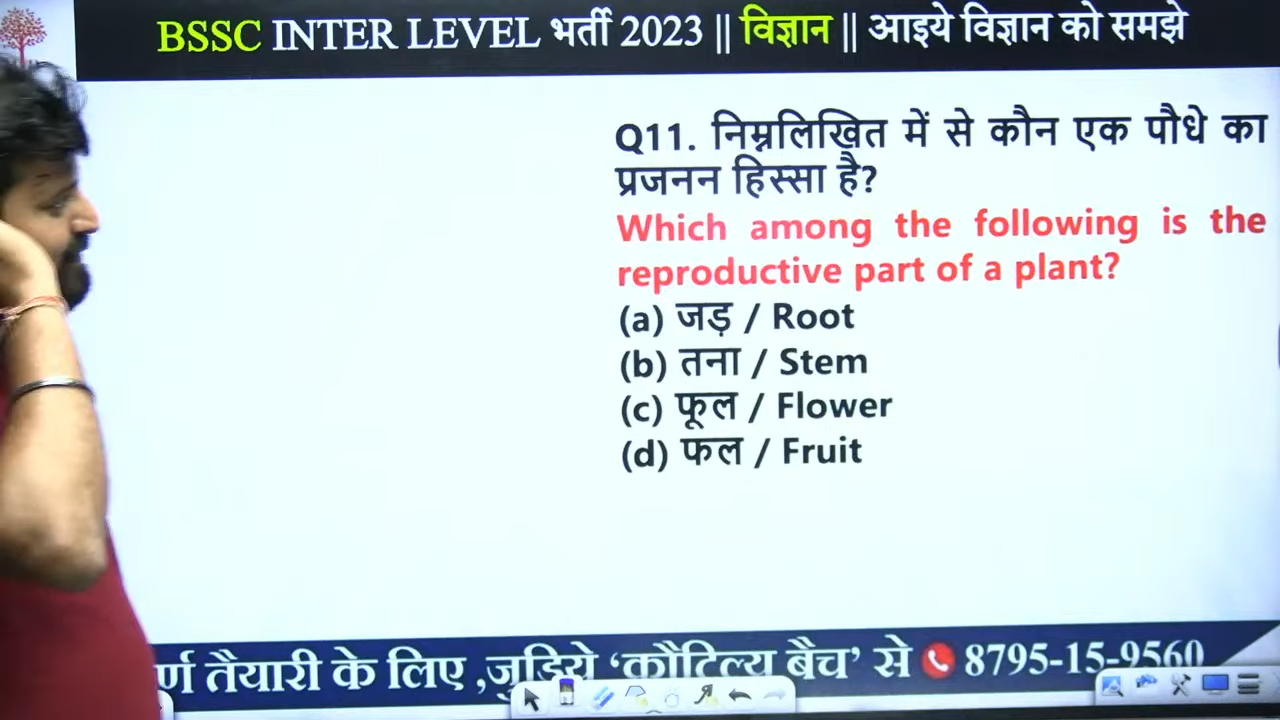 BSSC INTER LEVEL भर्ती 2023 || विज्ञान || आइये विज्ञान को समझे
Q11. निम्नलिखित में से कौन एक पौधे का
प्रजनन हिस्सा है?
Which among the following is the
reproductive part of a plant?
(a) जड़ / Root
(b) तना / Stem
(c) फूल / Flower
(d) फल / Fruit
तैयारी के लिए ,जुडिये ‘कौटिल्य बैच’ से 8795-15-9560